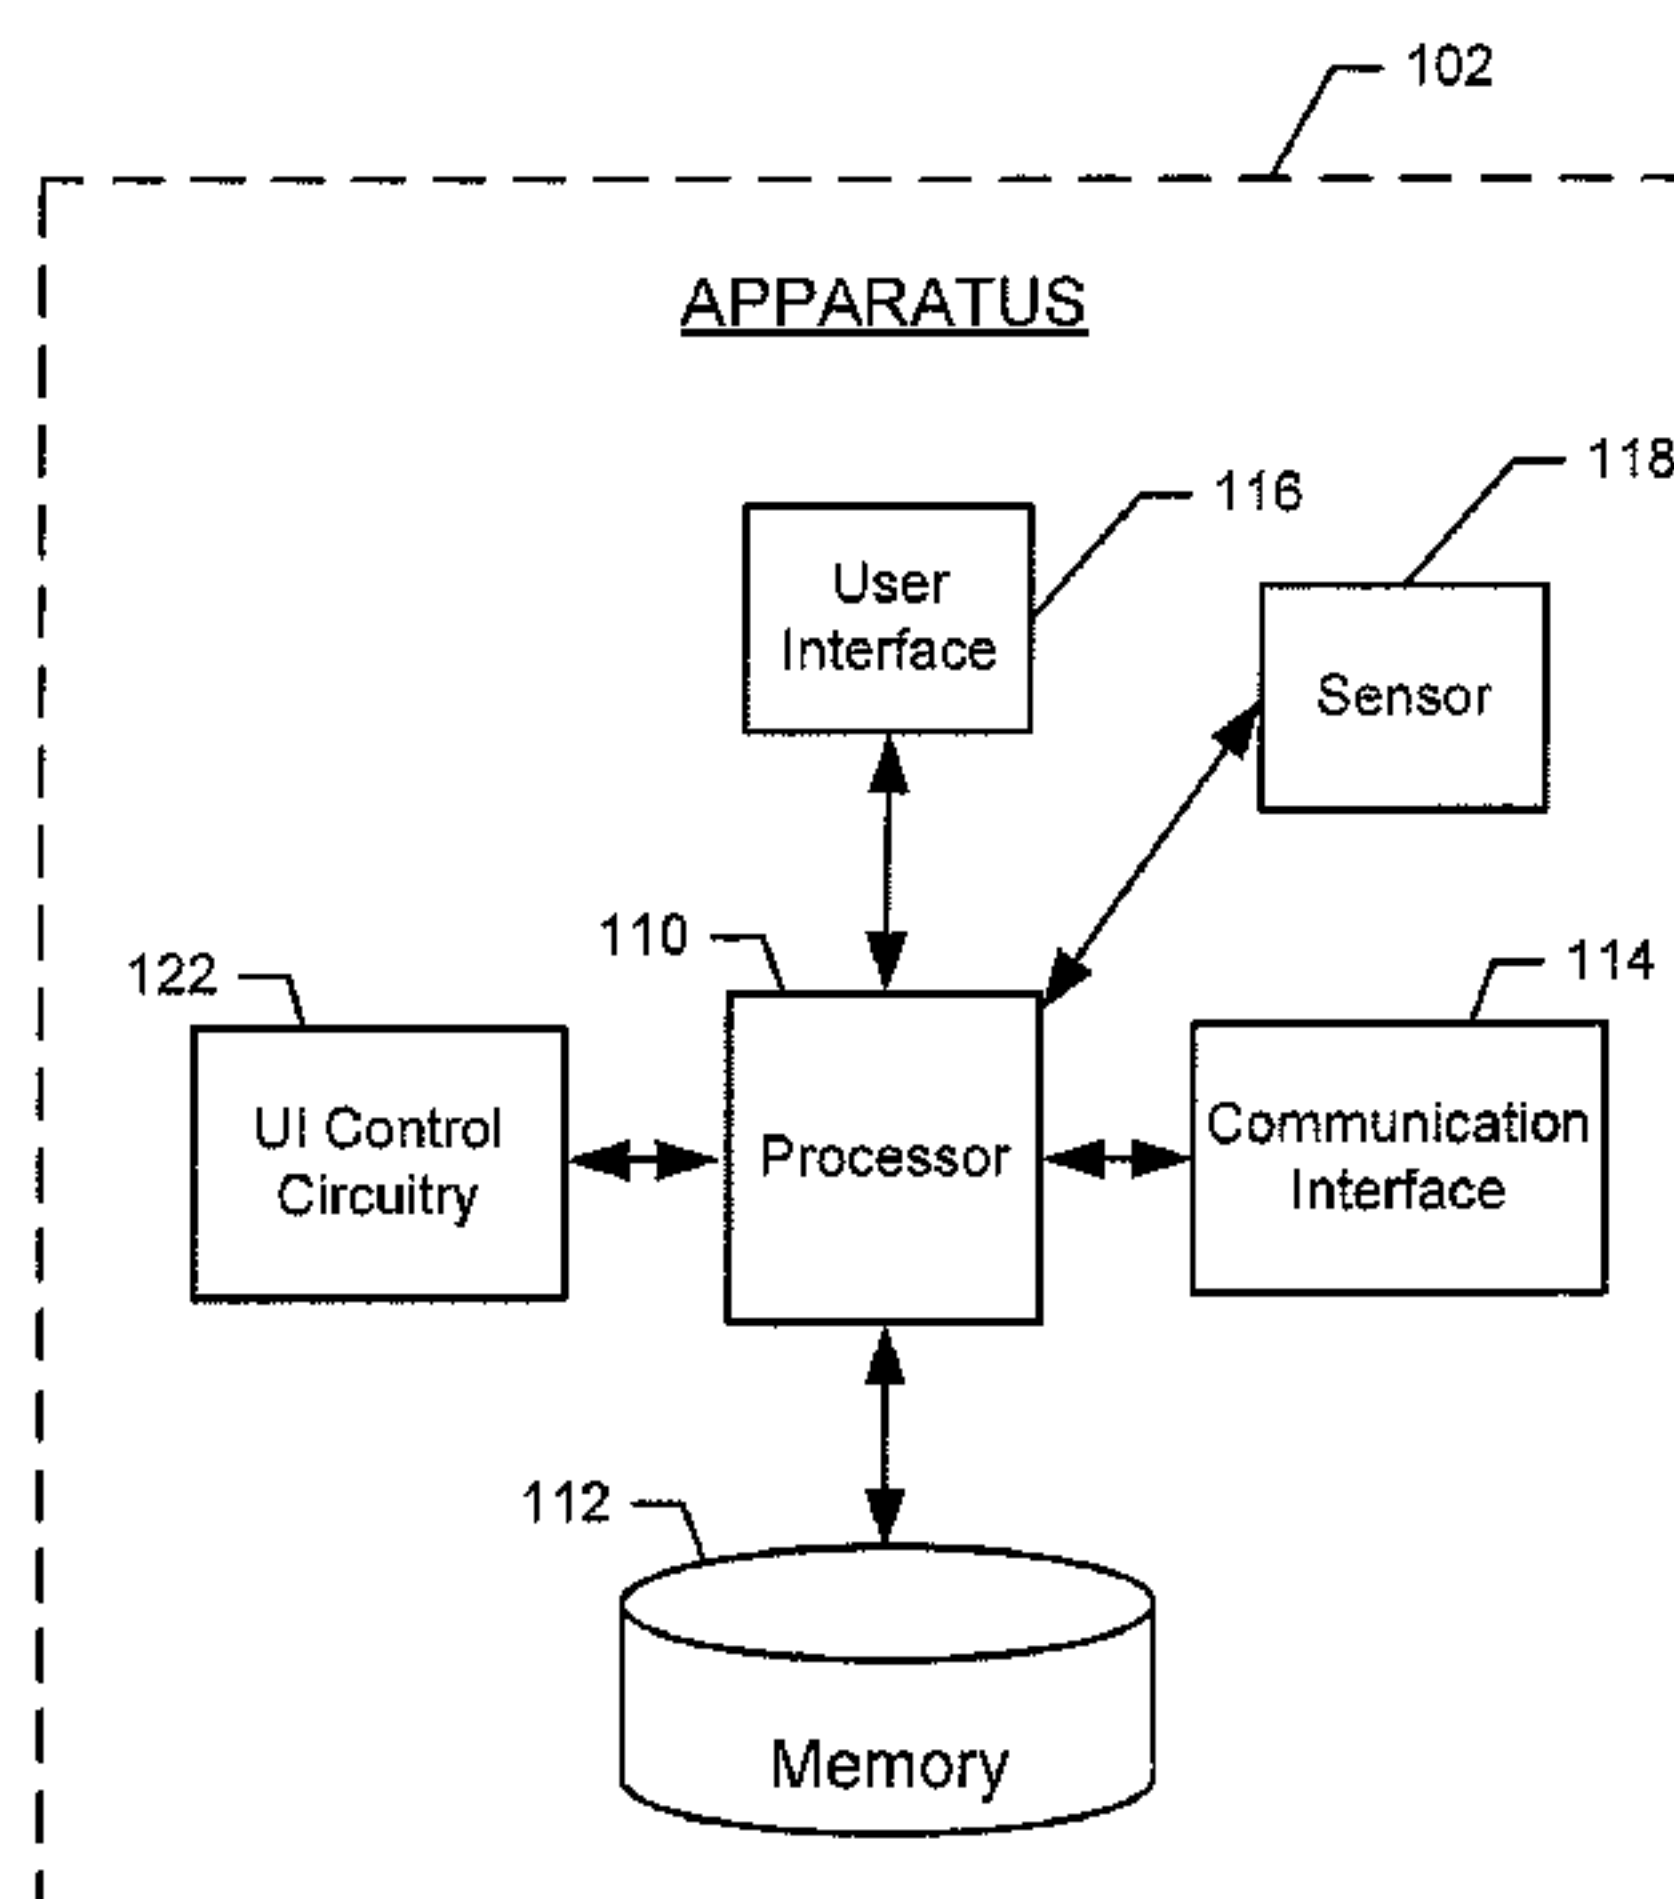 102
APPARATUS
118
116
User
Interface
Sensor
110
122
114
UI Control
Circuitry
Processor
Communication
Interface
112
Memory